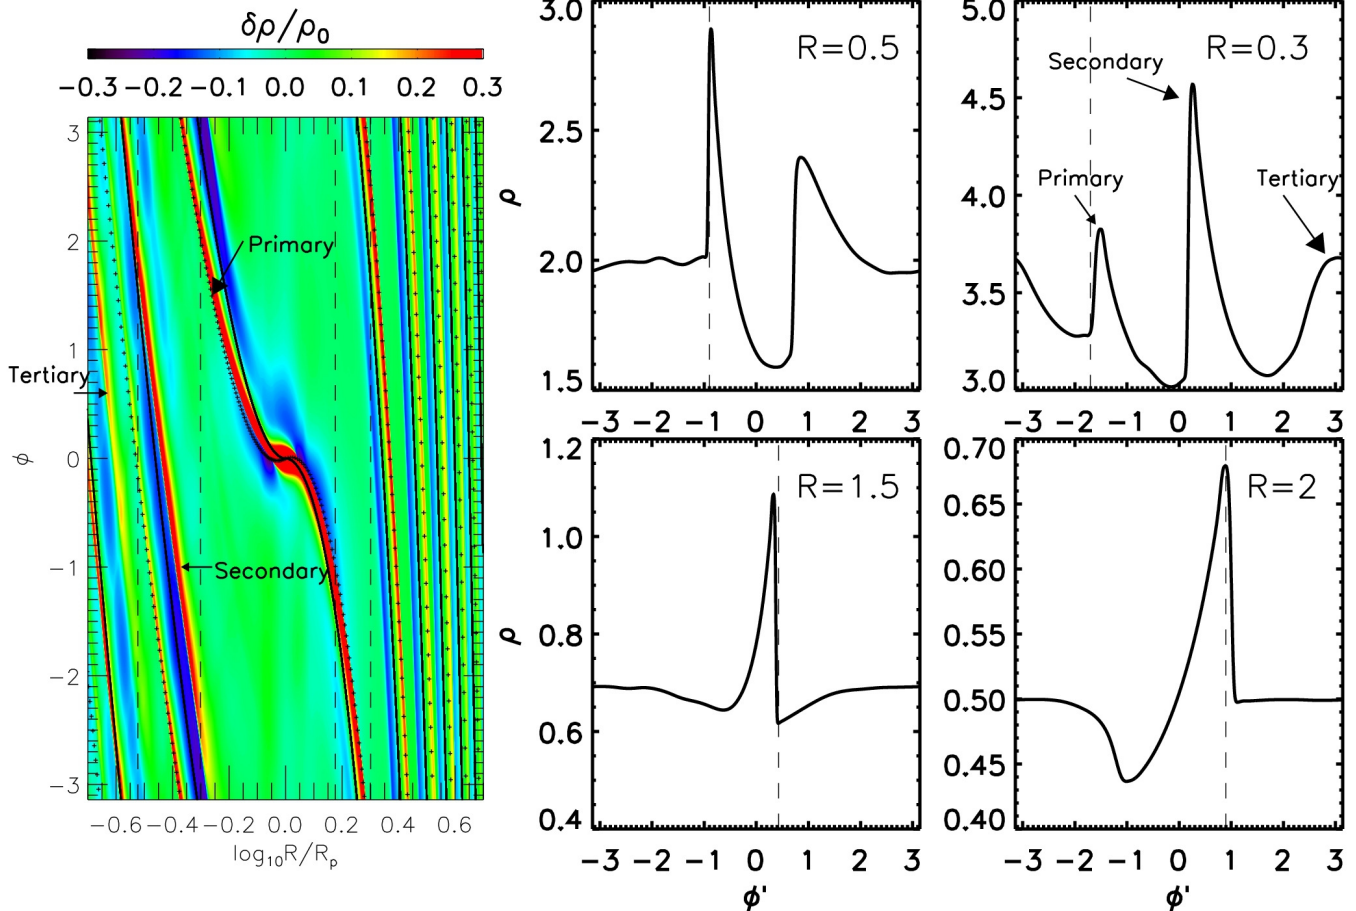 δρ/ρ0
−0.3 −0.2 −0.1 0.0 0.1 0.2 0.3
3
2
1
0
−1
−2
−3
ϕ
Primary
Tertiary
Secondary
−0.6 −0.4 −0.2 0.0 0.2 0.4 0.6
log10R/Rp
3.0
2.5
2.0
1.5
ρ
R=0.5
−3 −2 −1 0 1 2 3
5.0
4.5
4.0
3.5
3.0
R=0.3
Secondary
Primary
Tertiary
−3 −2 −1 0 1 2 3
1.2
1.0
0.8
0.6
0.4
ρ
R=1.5
−3 −2 −1 0 1 2 3
ϕ'
0.70
0.65
0.60
0.55
0.50
0.45
0.40
R=2
−3 −2 −1 0 1 2 3
ϕ'